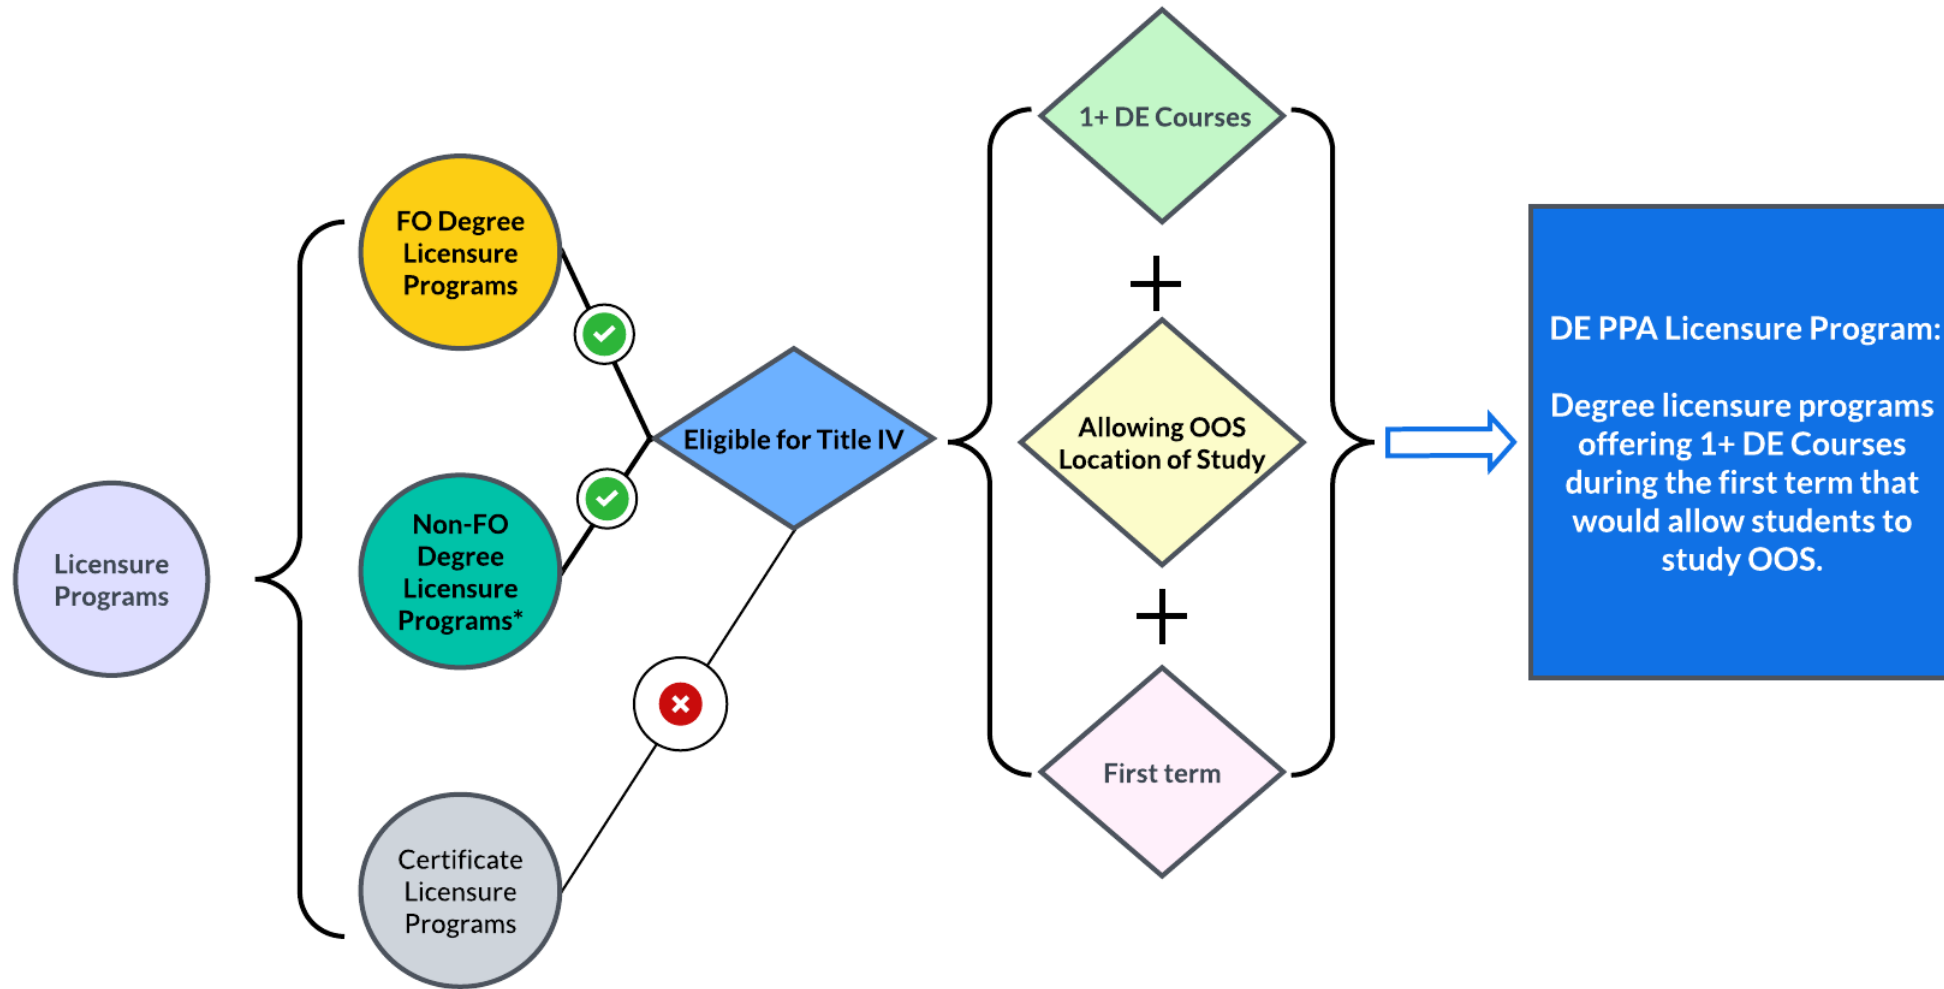 Licensure
Programs
FO Degree
Licensure
Programs
Non-FO
Degree
Licensure
Programs*
Certificate
Licensure
Programs
Eligible for Title IV
1+ DE Courses
+
Allowing OOS
Location of Study
+
First term
DE PPA Licensure Program:
Degree licensure programs
offering 1+ DE Courses
during the first term that
would allow students to
study OOS.